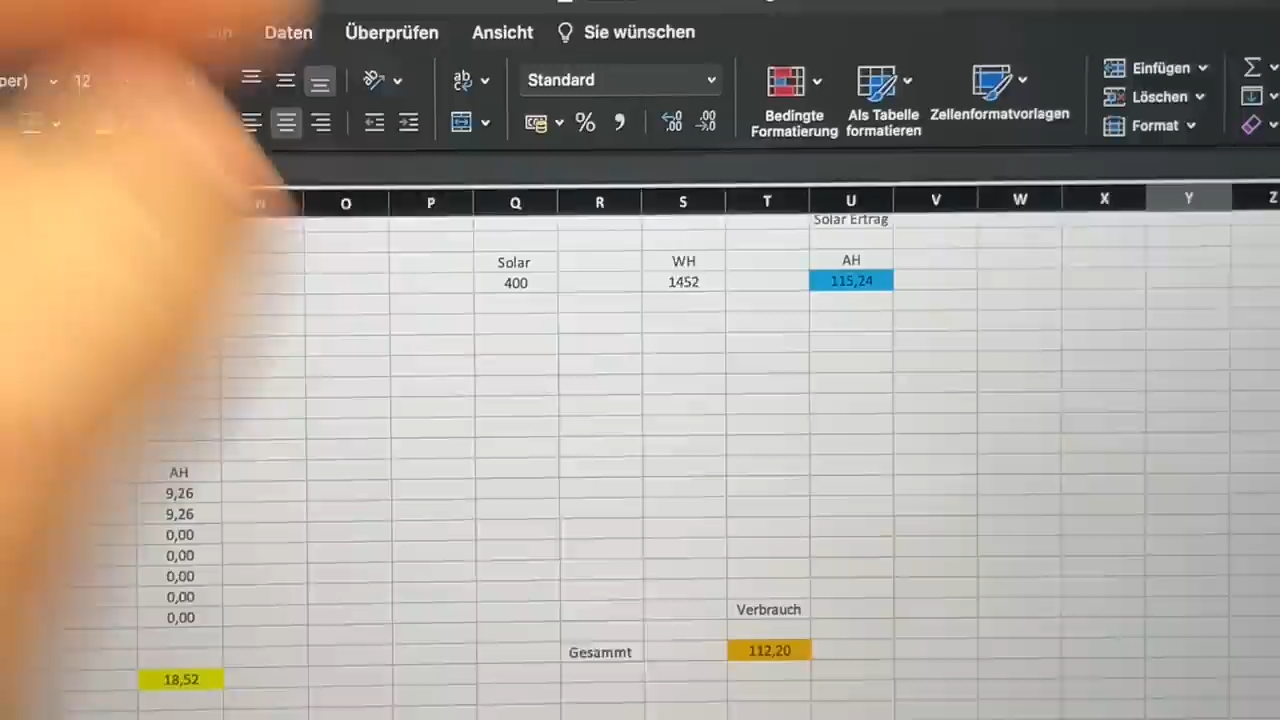 Daten Überprüfen Ansicht Sie wünschen
12 Standard Einfügen
Bedingte Formatierung Als Tabelle formatieren Zellenformatvorlagen Löschen
% Format
N O P Q R S T U V W X Y Z
Solar Ertrag
Solar WH AH
400 1452 115,24
AH
9,26
9,26
0,00
0,00
0,00
0,00
0,00
Verbrauch
Gesammt 112,20
18,52